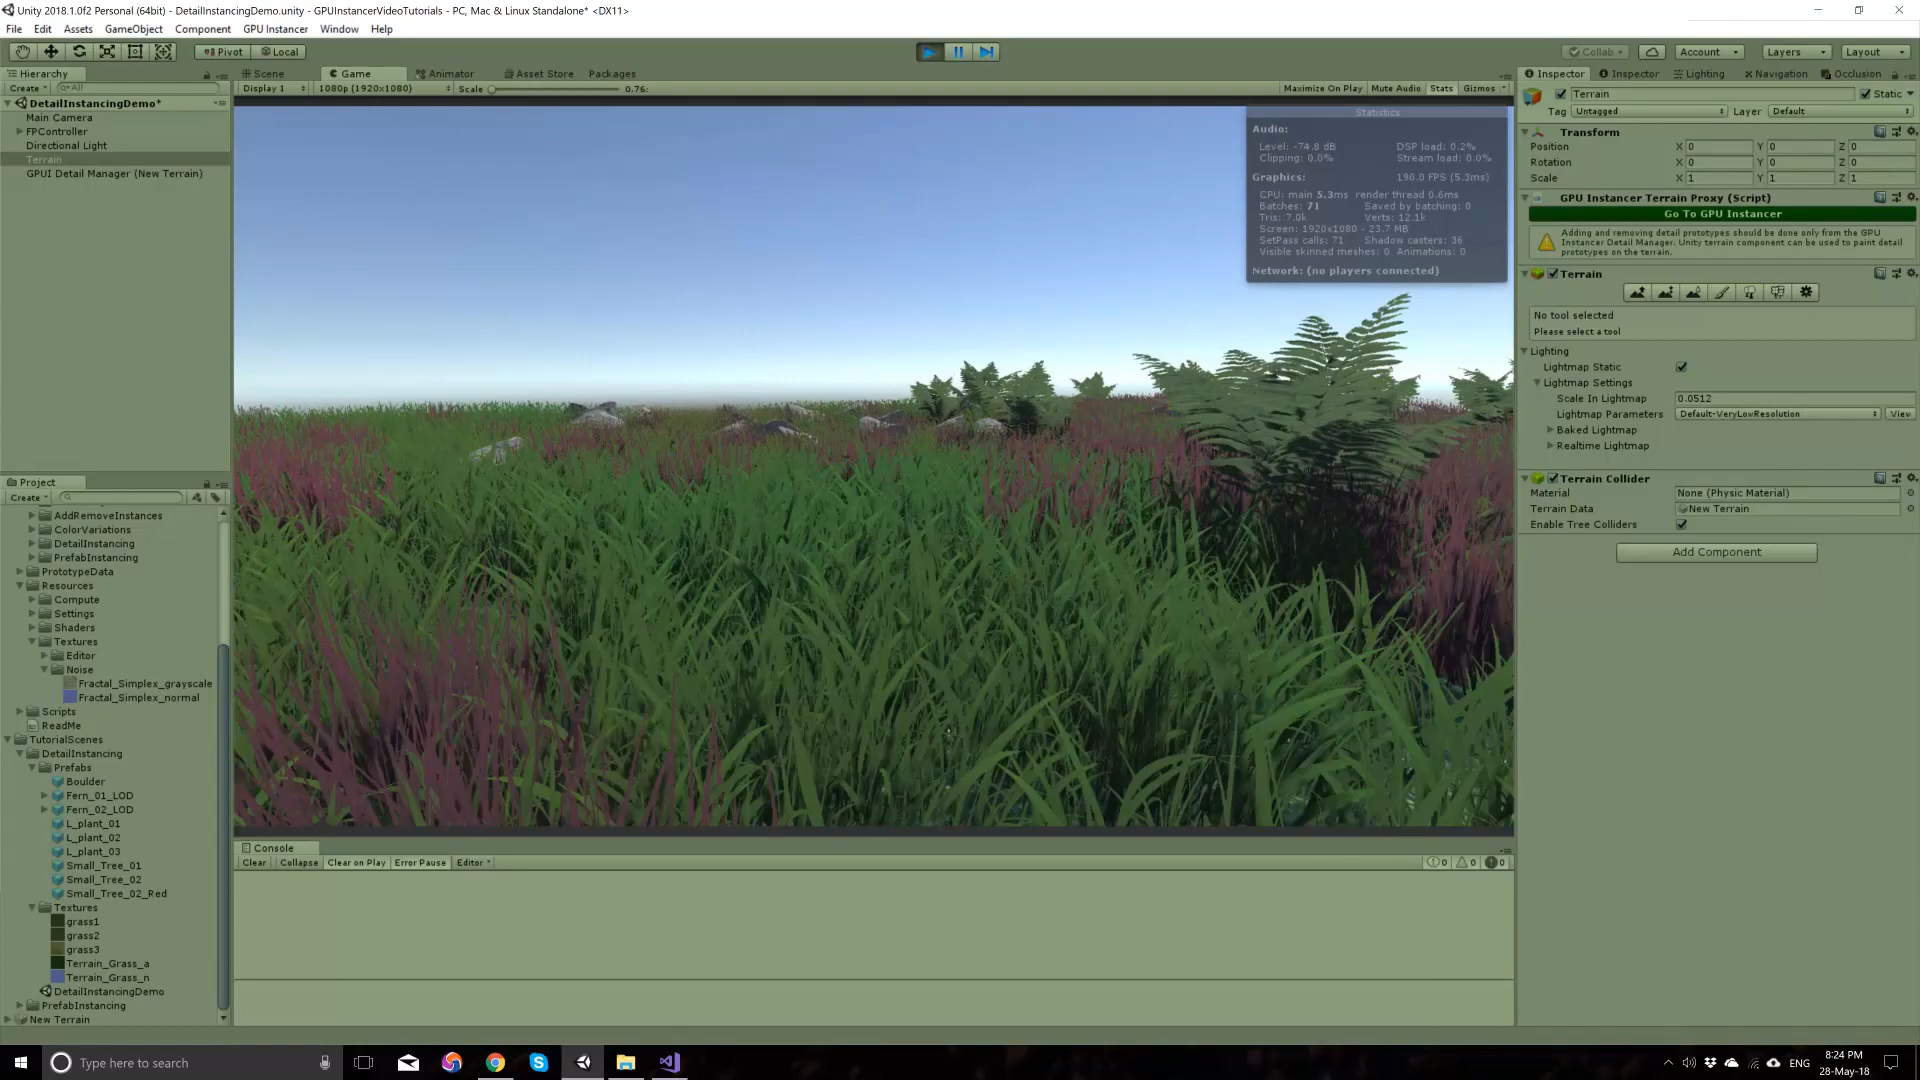 Unity 2018.1.0f2 Personal (64bit) - DetailInstancingDemo.unity - GPUInstancerVideoTutorials - PC, Mac & Linux Standalone* <DX11>
File Edit Assets GameObject Component GPU Instancer Window Help
Pivot Local Collab Account Layers Layout
Hierarchy
Create All
DetailInstancingDemo*
Main Camera
FPController
Directional Light
Terrain
GPUI Detail Manager (New Terrain)
Project
Create
AddRemoveInstances
ColorVariations
DetailInstancing
PrefabInstancing
PrototypeData
Resources
Compute
Settings
Shaders
Textures
Editor
Noise
Fractal_Simplex_grayscale
Fractal_Simplex_normal
Scripts
ReadMe
TutorialScenes
DetailInstancing
Prefabs
Boulder
Fern_01_LOD
Fern_02_LOD
L_plant_01
L_plant_02
L_plant_03
Small_Tree_01
Small_Tree_02
Small_Tree_02_Red
Textures
grass1
grass2
grass3
Terrain_Grass_a
Terrain_Grass_n
DetailInstancingDemo
PrefabInstancing
New Terrain
Scene Game Animator Asset Store Packages
Display 1 1080p (1920x1080) Scale 0.76: Maximize On Play Mute Audio Stats Gizmos
Statistics
Audio:
Level: -74.8 dB DSP load: 0.2%
Clipping: 0.0% Stream load: 0.0%
Graphics: 190.0 FPS (5.3ms)
CPU: main 5.3ms render thread 0.6ms
Batches: 71 Saved by batching: 0
Tris: 7.0k Verts: 12.1k
Screen: 1920x1080 - 23.7 MB
SetPass calls: 71 Shadow casters: 36
Visible skinned meshes: 0 Animations: 0
Network: (no players connected)
Console
Clear Collapse Clear on Play Error Pause Editor 0 0 0
Inspector Inspector Lighting Navigation Occlusion
Terrain Static
Tag Untagged Layer Default
Transform
Position X 0 Y 0 Z 0
Rotation X 0 Y 0 Z 0
Scale X 1 Y 1 Z 1
GPU Instancer Terrain Proxy (Script)
Go To GPU Instancer
Adding and removing detail prototypes should be done only from the GPU
Instancer Detail Manager. Unity terrain component can be used to paint detail
prototypes on the terrain.
Terrain
No tool selected
Please select a tool
Lighting
Lightmap Static
Lightmap Settings
Scale In Lightmap 0.0512
Lightmap Parameters Default-VeryLowResolution View
Baked Lightmap
Realtime Lightmap
Terrain Collider
Material None (Physic Material)
Terrain Data New Terrain
Enable Tree Colliders
Add Component
Type here to search
ENG
8:24 PM
28-May-18